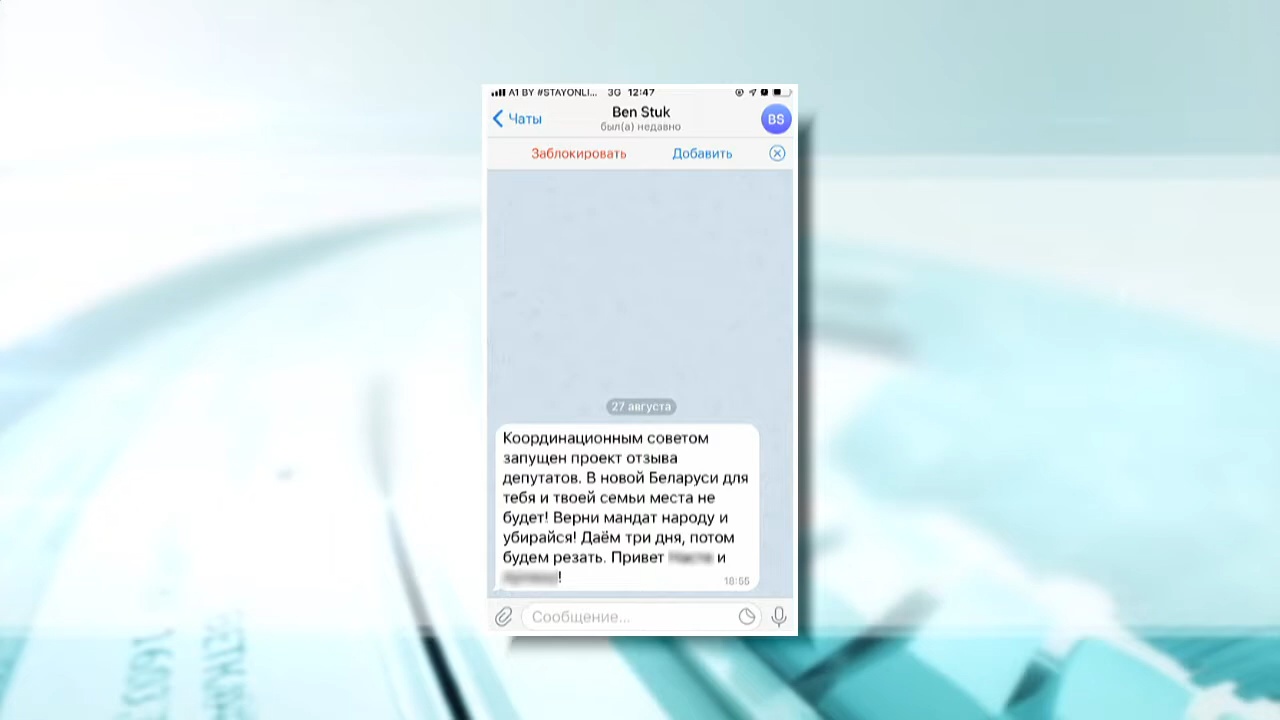 A1 BY #STAYONLI... 3G 12:47
Чаты
Ben Stuk
был(а) недавно
BS
Заблокировать Добавить
27 августа
Координационным советом
запущен проект отзыва
депутатов. В новой Беларуси для
тебя и твоей семьи места не
будет! Верни мандат народу и
убирайся! Даём три дня, потом
будем резать. Привет и
!
18:55
Сообщение...